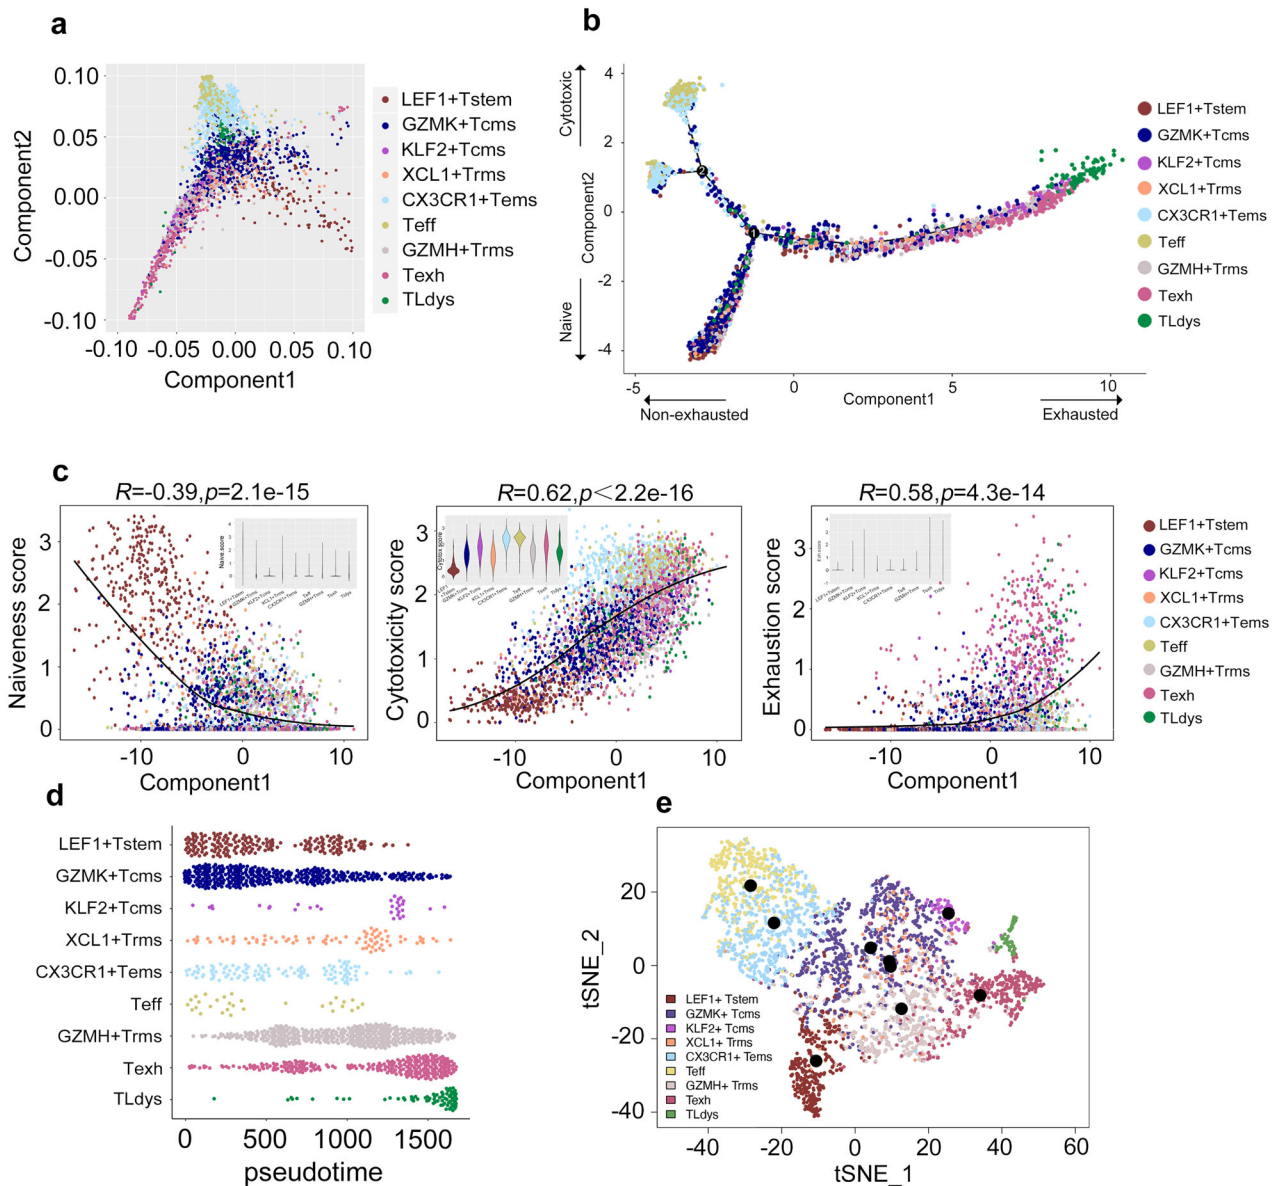 a
0.10
0.05
0.00
-0.05
-0.10
-0.10 -0.05 0.00 0.05 0.10
Component2
Component1
LEF1+Tstem
GZMK+Tcms
KLF2+Tcms
XCL1+Trms
CX3CR1+Tems
Teff
GZMH+Trms
Texh
TLdys
b
4
2
0
-2
-4
-5 0 5 10
Cytotoxic
Component2
Naive
2
1
Non-exhausted
Component1
Exhausted
LEF1+Tstem
GZMK+Tcms
KLF2+Tcms
XCL1+Trms
CX3CR1+Tems
Teff
GZMH+Trms
Texh
TLdys
c
R=-0.39,p=2.1e-15
Naiveness score
3
2
1
0
-10 0 10
Component1
Naive score
R=0.62,p<2.2e-16
Cytotoxicity score
3
1
0
-10 0 10
Component1
Cytotox score
R=0.58,p=4.3e-14
Exhaustion score
3
2
1
0
-10 0 10
Component1
LEF1+Tstem
GZMK+Tcms
KLF2+Tcms
XCL1+Trms
CX3CR1+Tems
Teff
GZMH+Trms
Texh
TLdys
d
LEF1+Tstem
GZMK+Tcms
KLF2+Tcms
XCL1+Trms
CX3CR1+Tems
Teff
GZMH+Trms
Texh
TLdys
0 500 1000 1500
pseudotime
e
20
0
-20
-40
tSNE_2
LEF1+ Tstem
GZMK+ Tcms
KLF2+ Tcms
XCL1+ Trms
CX3CR1+ Tems
Teff
GZMH+ Trms
Texh
TLdys
-40 -20 0 20 40 60
tSNE_1